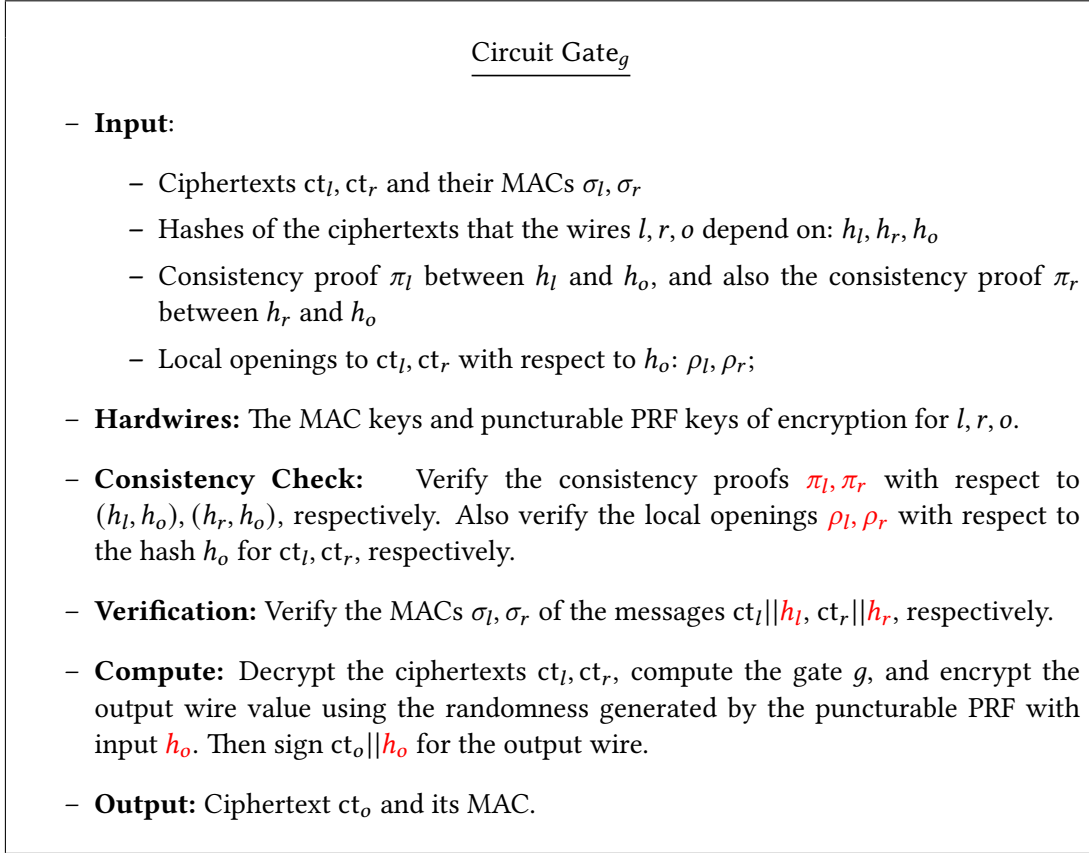 Circuit Gate_g
– Input:
– Ciphertexts ct_l, ct_r and their MACs σ_l, σ_r
– Hashes of the ciphertexts that the wires l, r, o depend on: h_l, h_r, h_o
– Consistency proof π_l between h_l and h_o, and also the consistency proof π_r
between h_r and h_o
– Local openings to ct_l, ct_r with respect to h_o: ρ_l, ρ_r;
– Hardwires: The MAC keys and puncturable PRF keys of encryption for l, r, o.
– Consistency Check: Verify the consistency proofs π_l, π_r with respect to
(h_l, h_o), (h_r, h_o), respectively. Also verify the local openings ρ_l, ρ_r with respect to
the hash h_o for ct_l, ct_r, respectively.
– Verification: Verify the MACs σ_l, σ_r of the messages ct_l||h_l, ct_r||h_r, respectively.
– Compute: Decrypt the ciphertexts ct_l, ct_r, compute the gate g, and encrypt the
output wire value using the randomness generated by the puncturable PRF with
input h_o. Then sign ct_o||h_o for the output wire.
– Output: Ciphertext ct_o and its MAC.